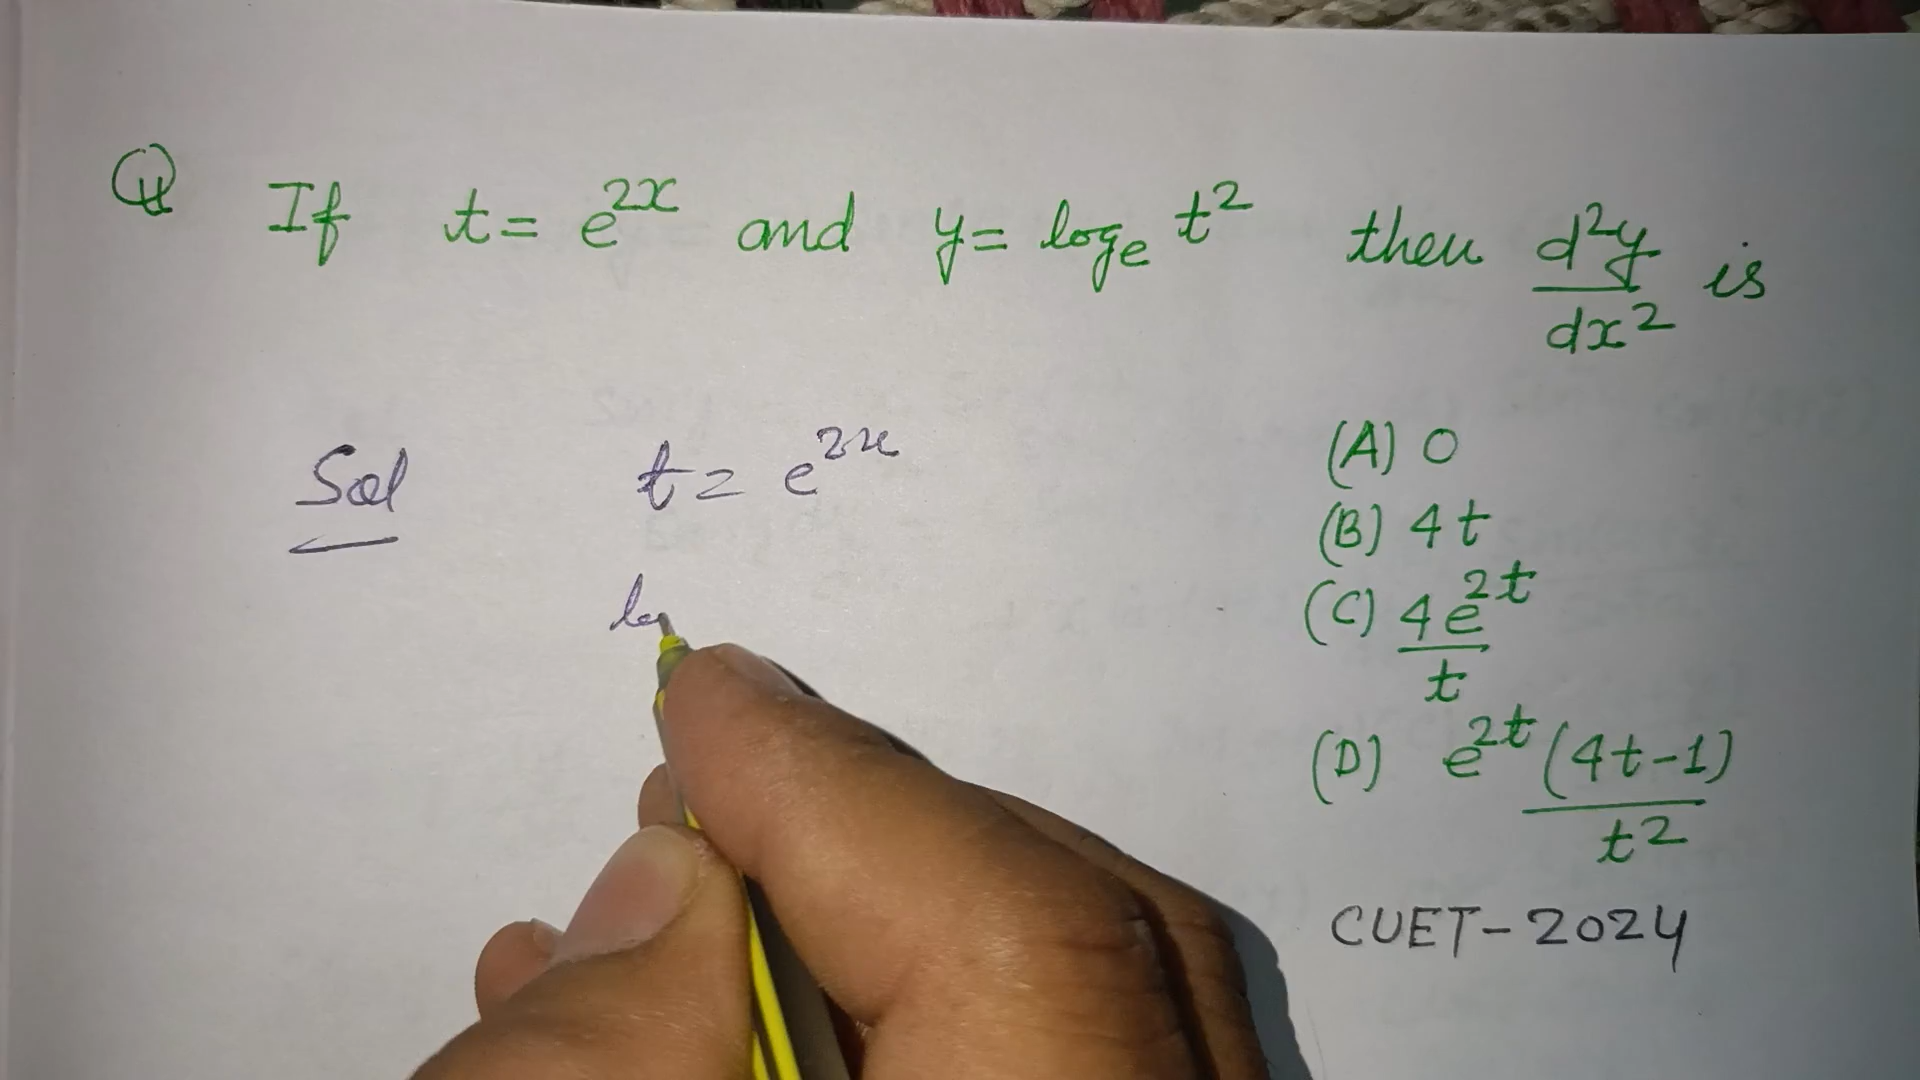 Q If t = e^{2x} and y = log_e t^2 then d^2y/dx^2 is
Sol t = e^{2x}
(A) 0
(B) 4t
lo
(C) 4e^{2t}/t
(D) e^{2t}(4t-1)/t^2
CUET-2024